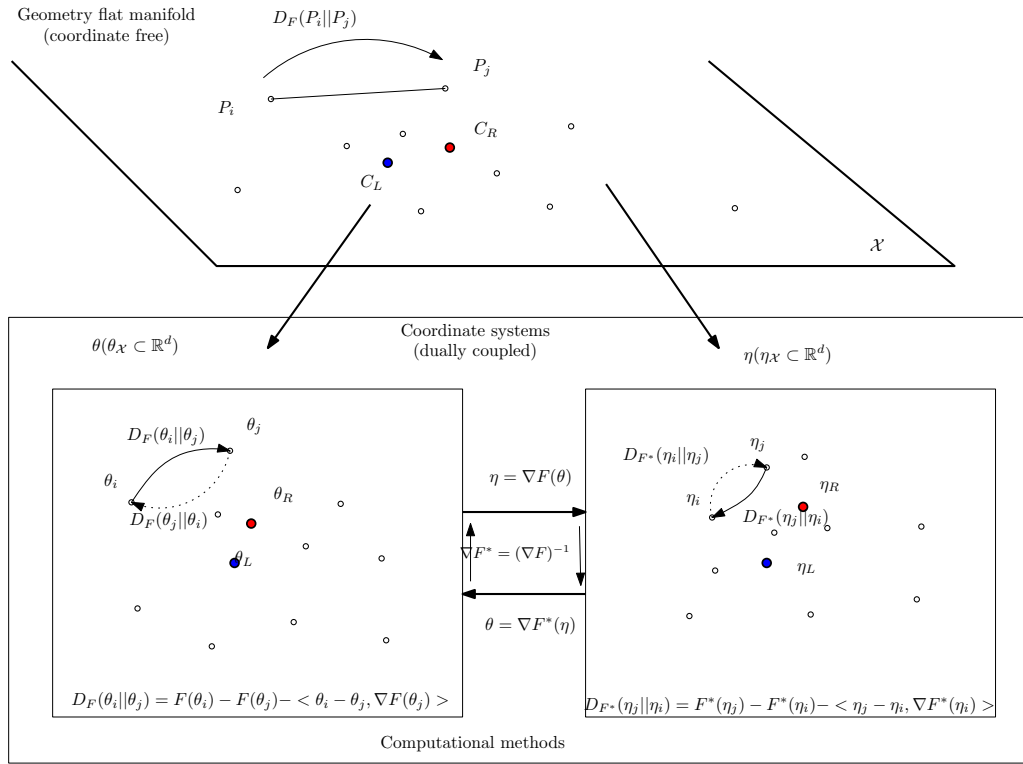 Geometry flat manifold
(coordinate free)
D_F(P_i||P_j)
P_j
P_i
C_R
C_L
𝒳
Coordinate systems
(dually coupled)
θ(θ_𝒳 ⊂ ℝ^d)
η(η_𝒳 ⊂ ℝ^d)
D_F(θ_i||θ_j)
θ_j
θ_i
θ_R
D_F(θ_j||θ_i)
θ_L
η = ∇F(θ)
∇F* = (∇F)^{-1}
θ = ∇F*(η)
D_{F*}(η_i||η_j)
η_j
η_i
η_R
D_{F*}(η_j||η_i)
η_L
D_F(θ_i||θ_j) = F(θ_i) − F(θ_j)− < θ_i − θ_j, ∇F(θ_j) >
D_{F*}(η_j||η_i) = F*(η_j) − F*(η_i)− < η_j − η_i, ∇F*(η_i) >
Computational methods